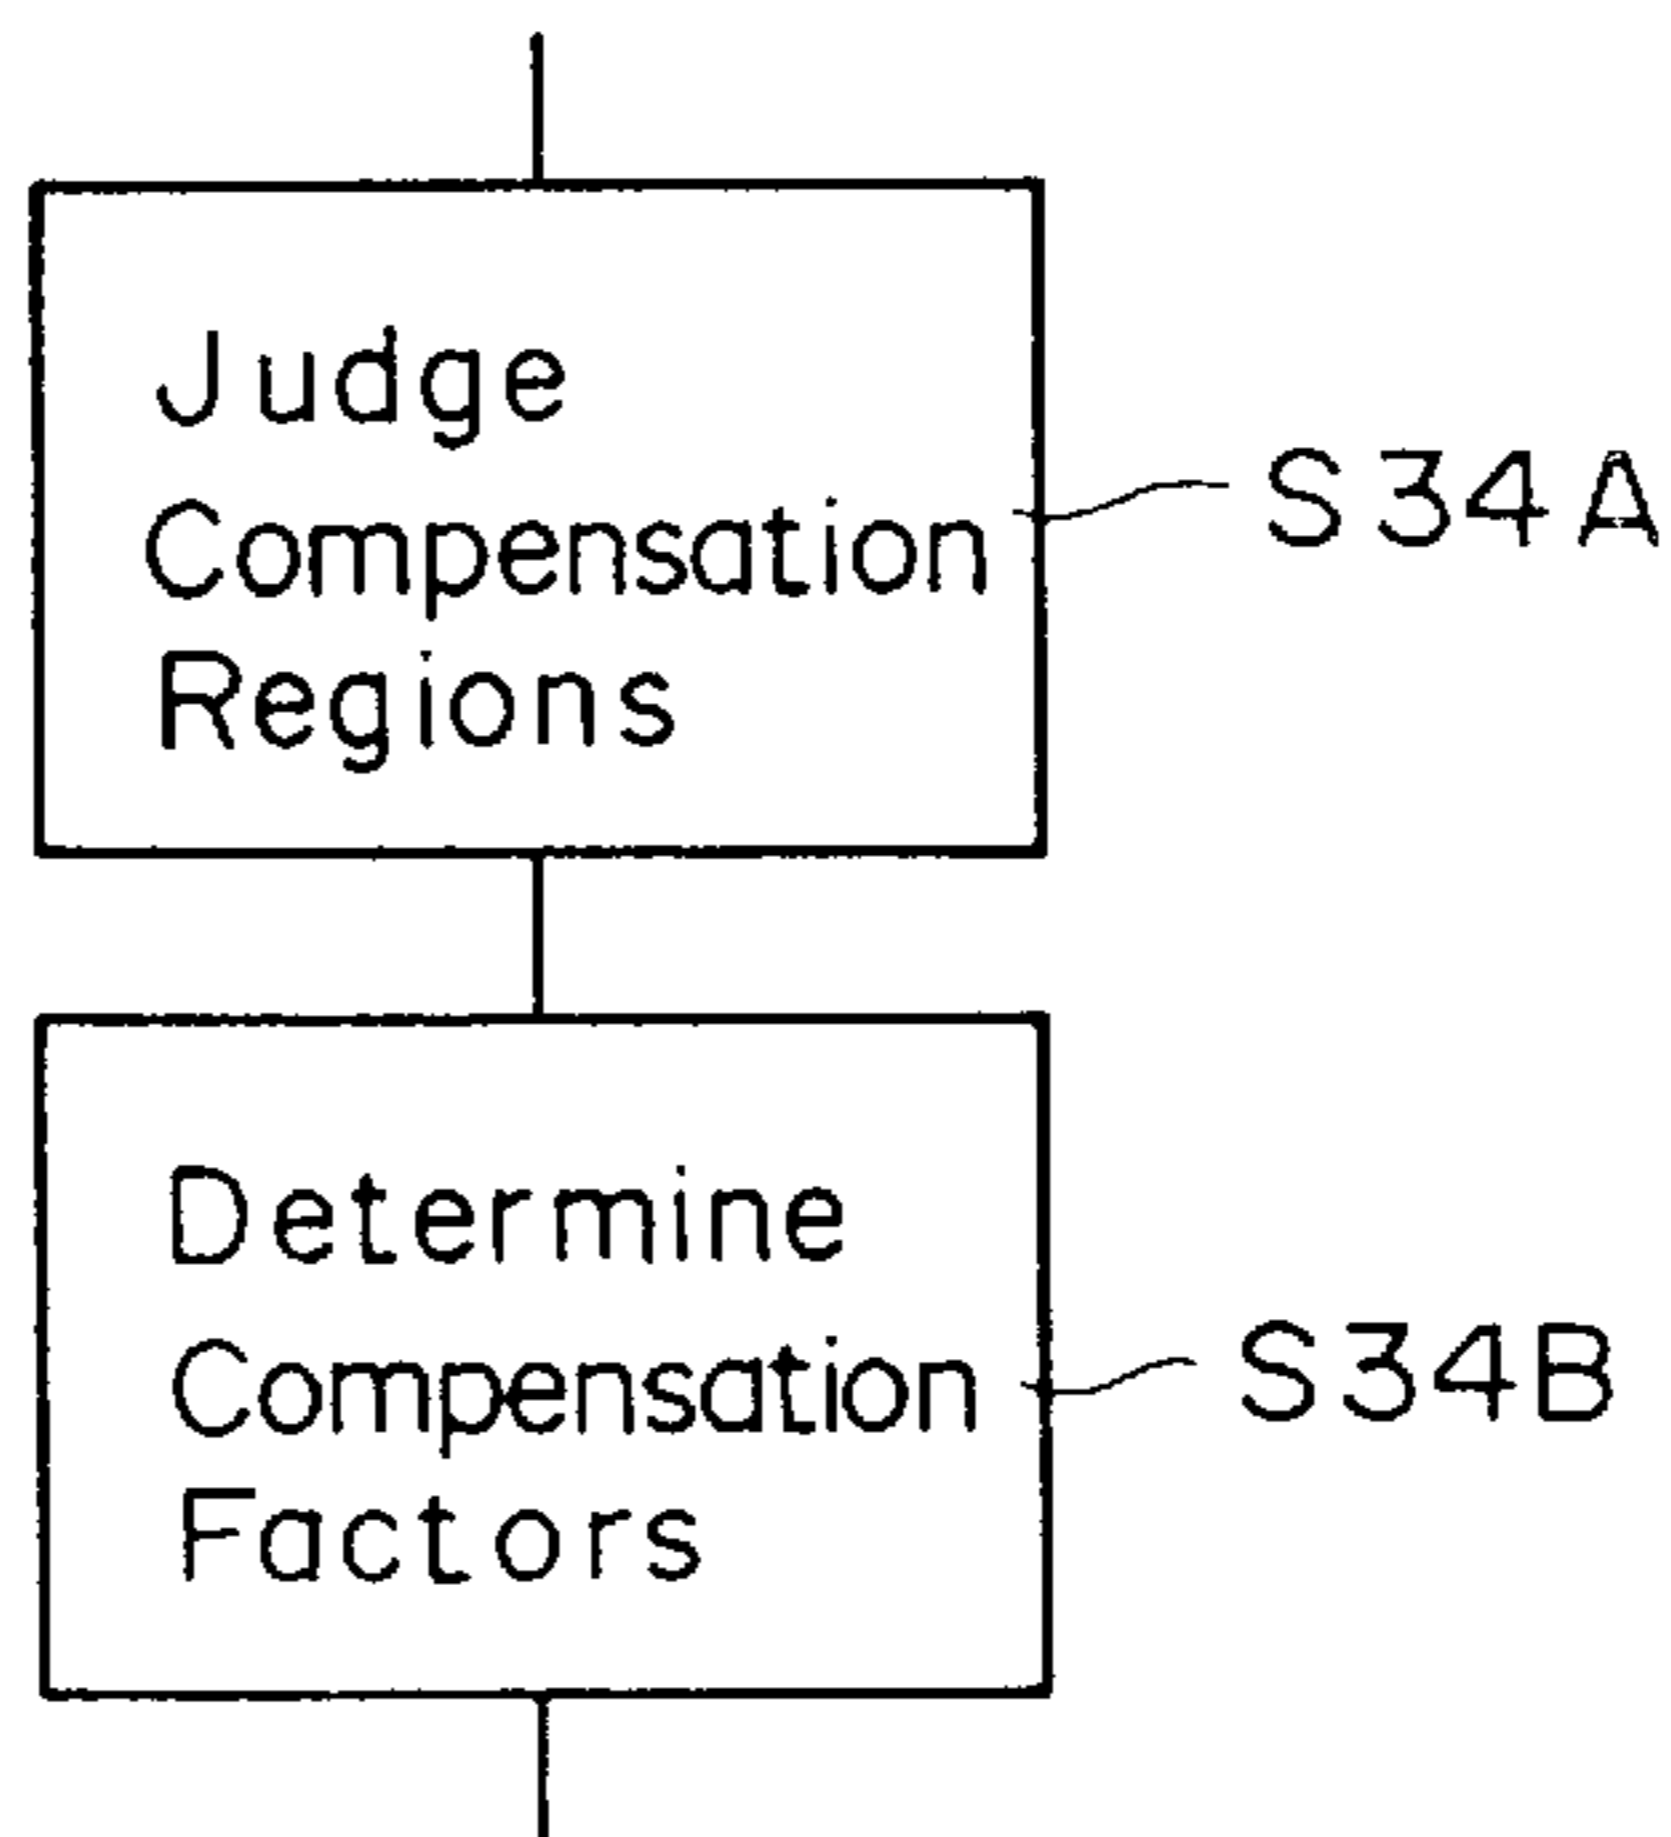 Judge
Compensation
Regions
S34A
Determine
Compensation
Factors
S34B